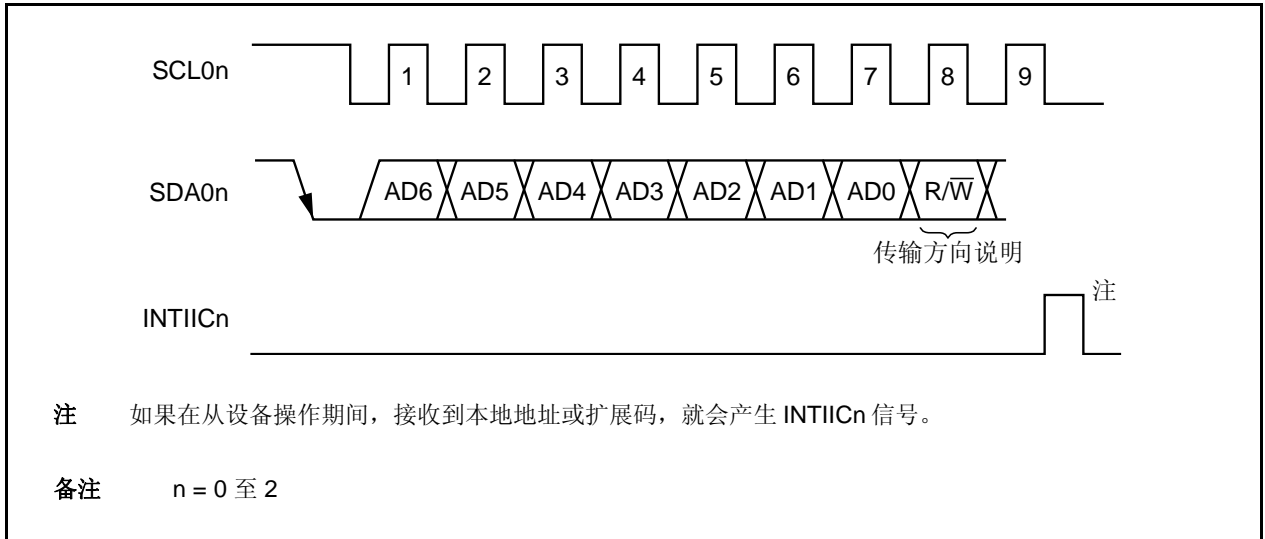 SCL0n
1 2 3 4 5 6 7 8 9
SDA0n
AD6 AD5 AD4 AD3 AD2 AD1 AD0 R/W̅
传输方向说明
注
INTIICn
注 如果在从设备操作期间，接收到本地地址或扩展码，就会产生 INTIICn 信号。
备注 n = 0 至 2